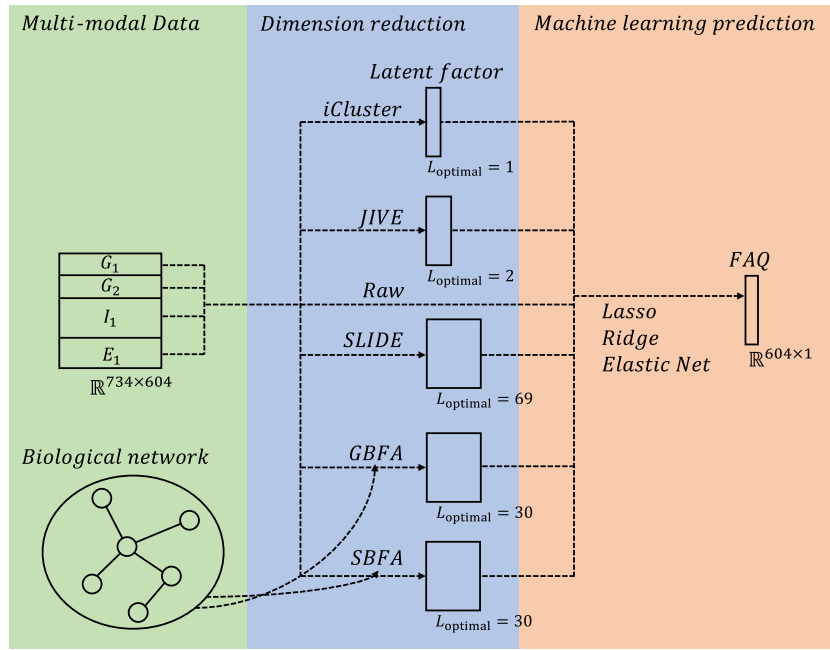 Multi-modal Data
Dimension reduction
Machine learning prediction
Latent factor
iCluster
L_optimal = 1
JIVE
L_optimal = 2
G_1
G_2
I_1
E_1
ℝ^{734×604}
Raw
FAQ
Lasso
Ridge
Elastic Net
ℝ^{604×1}
SLIDE
L_optimal = 69
Biological network
GBFA
L_optimal = 30
SBFA
L_optimal = 30